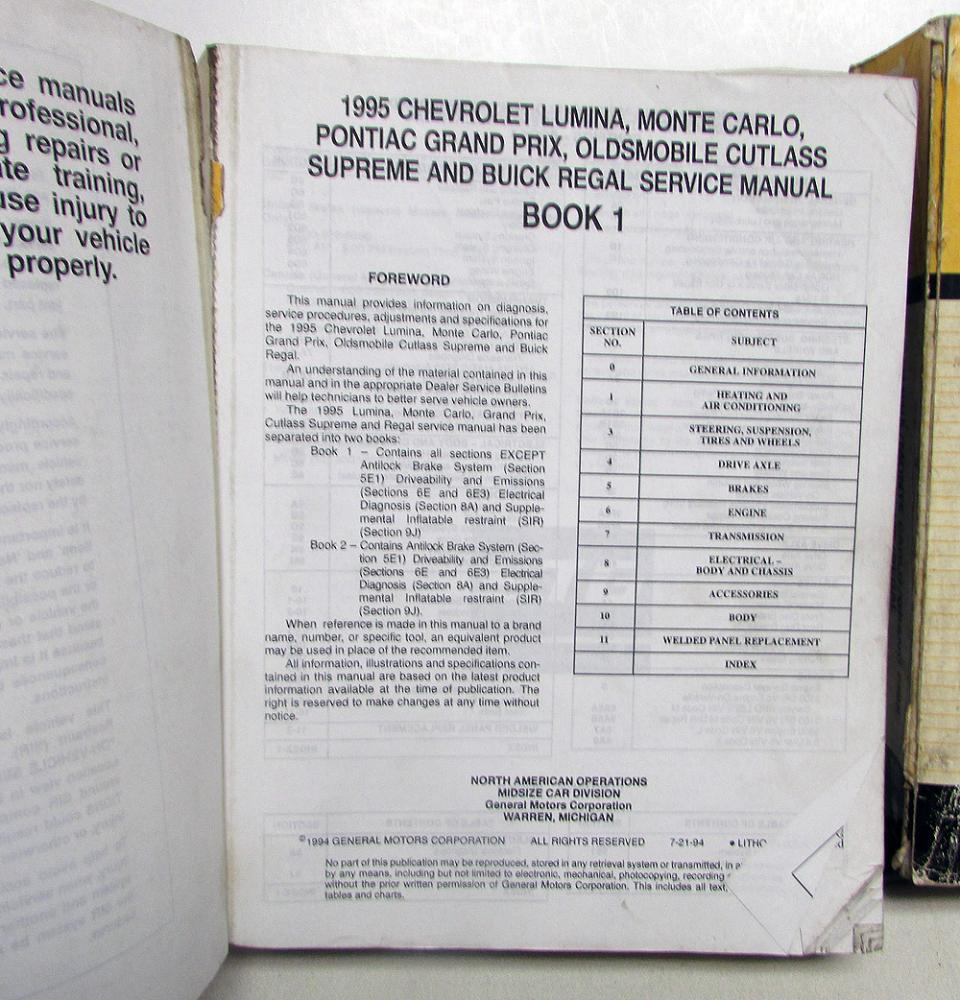 ce manuals
rofessional,
g repairs or
ate training,
use injury to
your vehicle
properly.
1995 CHEVROLET LUMINA, MONTE CARLO,
PONTIAC GRAND PRIX, OLDSMOBILE CUTLASS
SUPREME AND BUICK REGAL SERVICE MANUAL
BOOK 1
FOREWORD
This manual provides information on diagnosis,
service procedures, adjustments and specifications for
the 1995 Chevrolet Lumina, Monte Carlo, Pontiac
Grand Prix, Oldsmobile Cutlass Supreme and Buick
Regal.
An understanding of the material contained in this
manual and in the appropriate Dealer Service Bulletins
will help technicians to better serve vehicle owners.
The 1995 Lumina, Monte Carlo, Grand Prix,
Cutlass Supreme and Regal service manual has been
separated into two books:
Book 1 – Contains all sections EXCEPT
Antilock Brake System (Section
5E1) Driveability and Emissions
(Sections 6E and 6E3) Electrical
Diagnosis (Section 8A) and Supple-
mental Inflatable restraint (SIR)
(Section 9J)
Book 2 – Contains Antilock Brake System (Sec-
tion 5E1) Driveability and Emissions
(Sections 6E and 6E3) Electrical
Diagnosis (Section 8A) and Supple-
mental Inflatable restraint (SIR)
(Section 9J).
When reference is made in this manual to a brand
name, number, or specific tool, an equivalent product
may be used in place of the recommended item.
All information, illustrations and specifications con-
tained in this manual are based on the latest product
information available at the time of publication. The
right is reserved to make changes at any time without
notice.
TABLE OF CONTENTS
SECTION NO. SUBJECT
0 GENERAL INFORMATION
1 HEATING AND
AIR CONDITIONING
3 STEERING, SUSPENSION,
TIRES AND WHEELS
4 DRIVE AXLE
5 BRAKES
6 ENGINE
7 TRANSMISSION
8 ELECTRICAL –
BODY AND CHASSIS
9 ACCESSORIES
10 BODY
11 WELDED PANEL REPLACEMENT
INDEX
NORTH AMERICAN OPERATIONS
MIDSIZE CAR DIVISION
General Motors Corporation
WARREN, MICHIGAN
©1994 GENERAL MOTORS CORPORATION ALL RIGHTS RESERVED 7-21-94 • LITHO
No part of this publication may be reproduced, stored in any retrieval system or transmitted, in
by any means, including but not limited to electronic, mechanical, photocopying, recording
without the prior written permission of General Motors Corporation. This includes all text,
tables and charts.